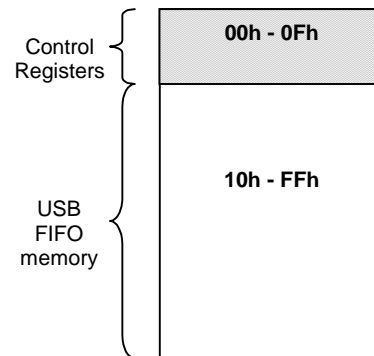 Control
Registers
00h - 0Fh
USB
FIFO
memory
10h - FFh